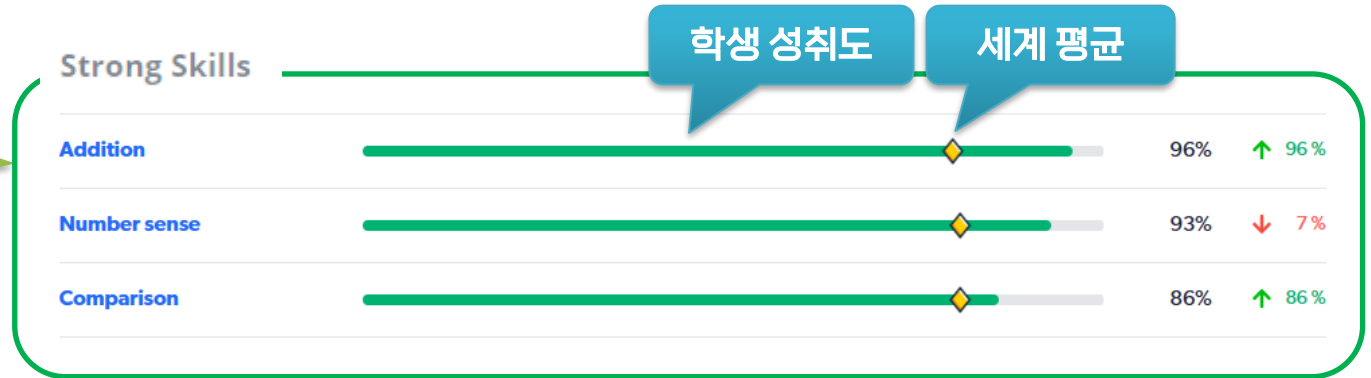 학생 성취도
세계 평균
Strong Skills
Addition 96% ↑ 96%
Number sense 93% ↓ 7%
Comparison 86% ↑ 86%